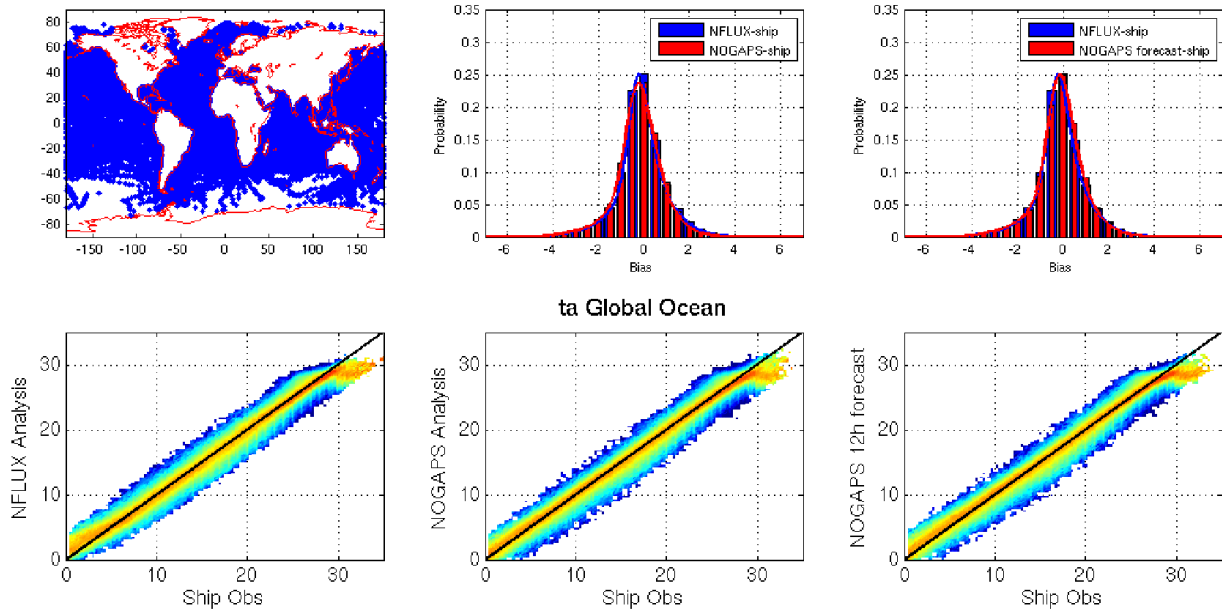 80
60
40
20
0
-20
-40
-60
-80
-150 -100 -50 0 50 100 150
0.35
0.3
0.25
0.2
0.15
0.1
0.05
0
Probability
-6 -4 -2 0 2 4 6
Bias
NFLUX-ship
NOGAPS-ship
0.35
0.3
0.25
0.2
0.15
0.1
0.05
0
Probability
-6 -4 -2 0 2 4 6
Bias
NFLUX-ship
NOGAPS forecast-ship
ta Global Ocean
NFLUX Analysis
30
20
10
0
0 10 20 30
Ship Obs
NOGAPS Analysis
30
20
10
0
0 10 20 30
Ship Obs
NOGAPS 12h forecast
30
20
10
0
0 10 20 30
Ship Obs